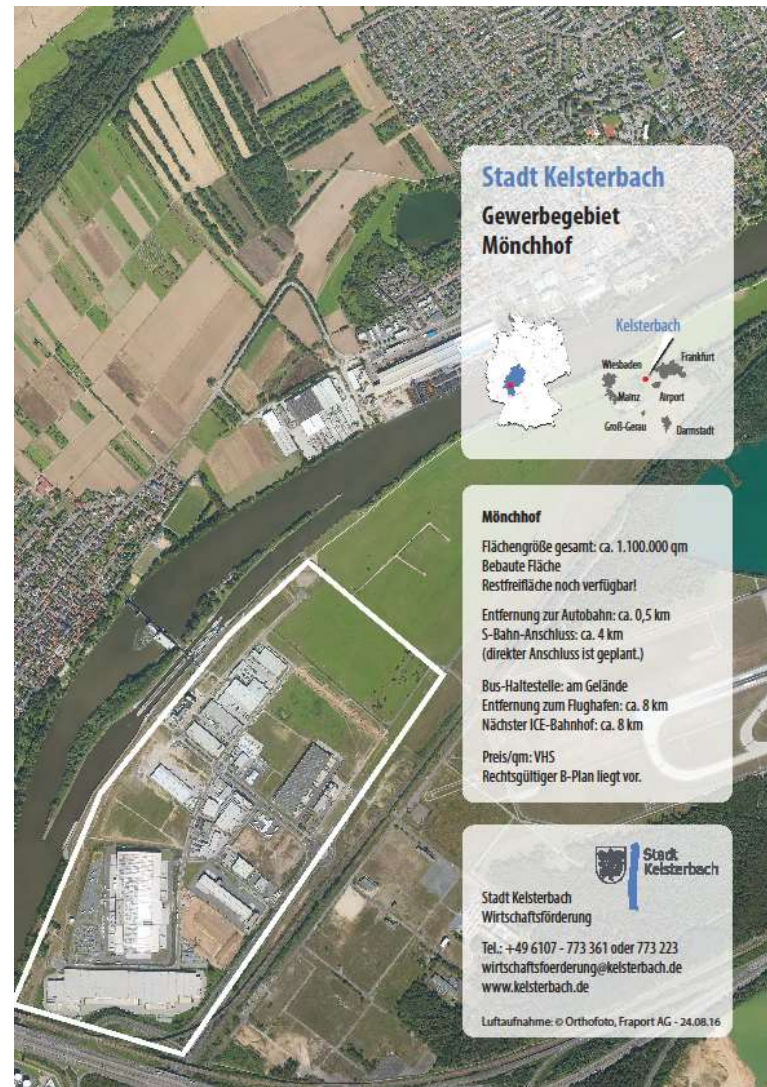 Stadt Kelsterbach
Gewerbegebiet
Mönchhof
Kelsterbach
Wiesbaden
Frankfurt
Mainz
Airport
Groß-Gerau
Darmstadt
Mönchhof
Flächengröße gesamt: ca. 1.100.000 qm
Bebaute Fläche
Restfreifläche noch verfügbar!
Entfernung zur Autobahn: ca. 0,5 km
S-Bahn-Anschluss: ca. 4 km
(direkter Anschluss ist geplant.)
Bus-Haltestelle: am Gelände
Entfernung zum Flughafen: ca. 8 km
Nächster ICE-Bahnhof: ca. 8 km
Preis/qm: VHS
Rechtsgültiger B-Plan liegt vor.
Stadt
Kelsterbach
Stadt Kelsterbach
Wirtschaftsförderung
Tel.: +49 6107 - 773 361 oder 773 223
wirtschaftsfoerderung@kelsterbach.de
www.kelsterbach.de
Luftaufnahme: © Orthofoto, Fraport AG - 24.08.16